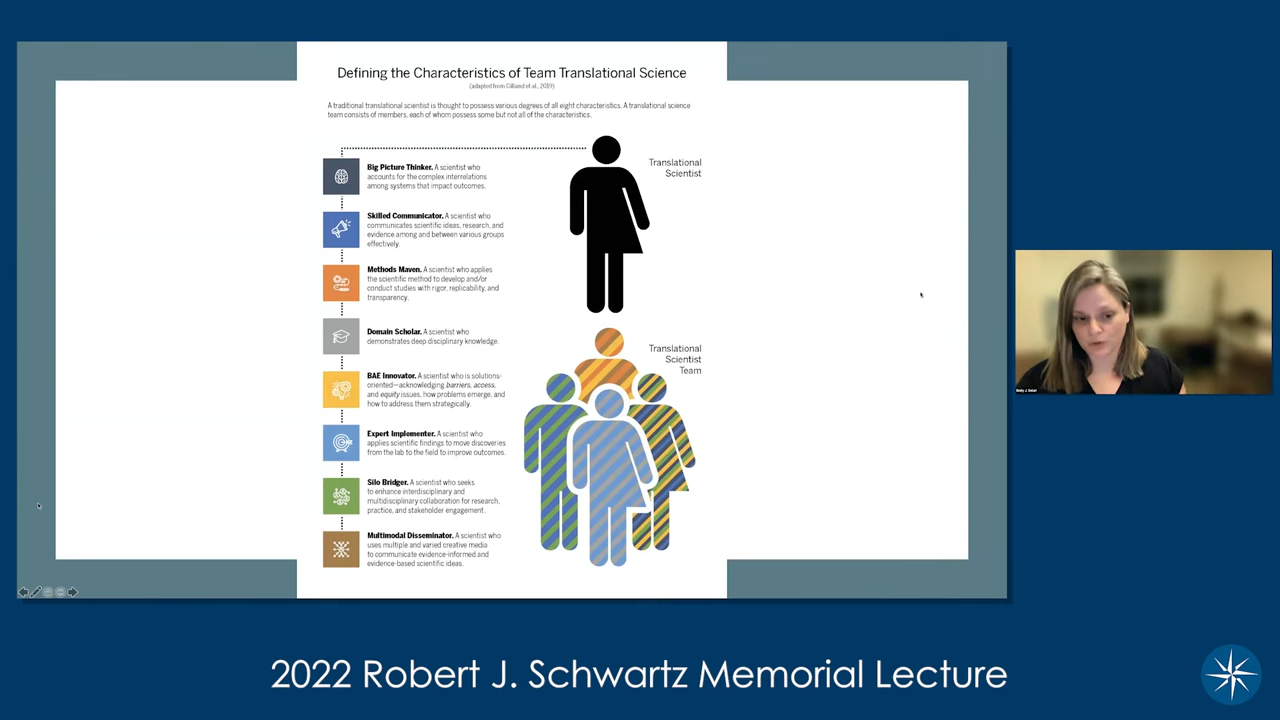 Defining the Characteristics of Team Translational Science
(adapted from Gilliland et al., 2019)
A traditional translational scientist is thought to possess various degrees of all eight characteristics. A translational science
team consists of members, each of whom possess some but not all of the characteristics.
Translational
Scientist
Big Picture Thinker. A scientist who
accounts for the complex interrelations
among systems that impact outcomes.
Skilled Communicator. A scientist who
communicates scientific ideas, research, and
evidence among and between various groups
effectively.
Methods Maven. A scientist who applies
the scientific method to develop and/or
conduct studies with rigor, replicability, and
transparency.
Domain Scholar. A scientist who
demonstrates deep disciplinary knowledge.
Translational
Scientist
Team
BAE Innovator. A scientist who is solutions-
oriented—acknowledging barriers, access,
and equity issues, how problems emerge, and
how to address them strategically.
Expert Implementer. A scientist who
applies scientific findings to move discoveries
from the lab to the field to improve outcomes.
Silo Bridger. A scientist who seeks
to enhance interdisciplinary and
multidisciplinary collaboration for research,
practice, and stakeholder engagement.
Multimodal Disseminator. A scientist who
uses multiple and varied creative media
to communicate evidence-informed and
evidence-based scientific ideas.
2022 Robert J. Schwartz Memorial Lecture